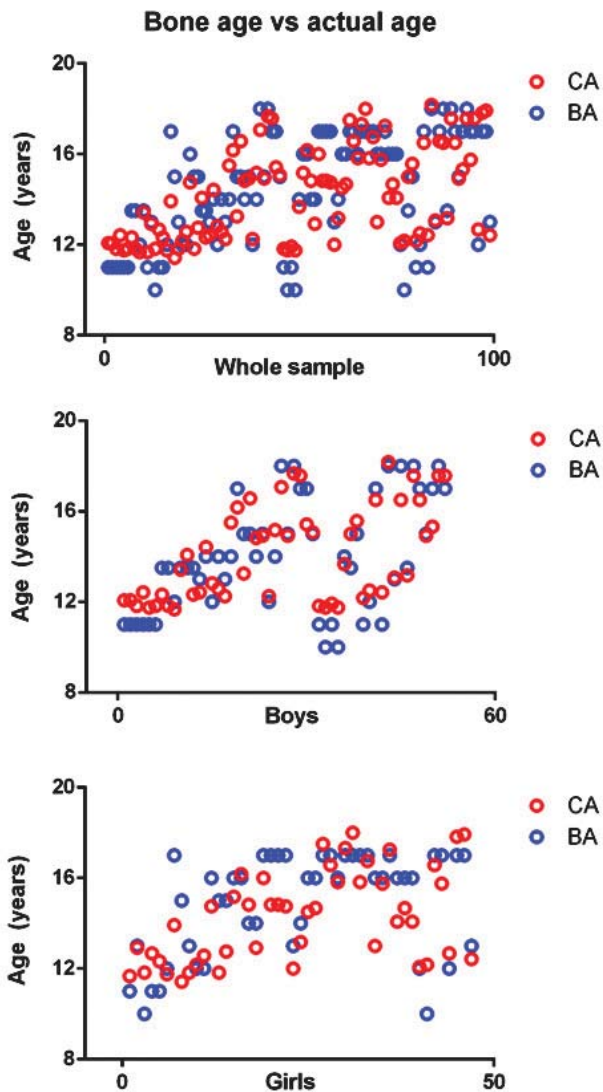 Bone age vs actual age
20
16
12
8
Age (years)
0
100
Whole sample
CA
BA
20
16
12
8
Age (years)
0
60
Boys
CA
BA
20
16
12
8
Age (years)
0
50
Girls
CA
BA